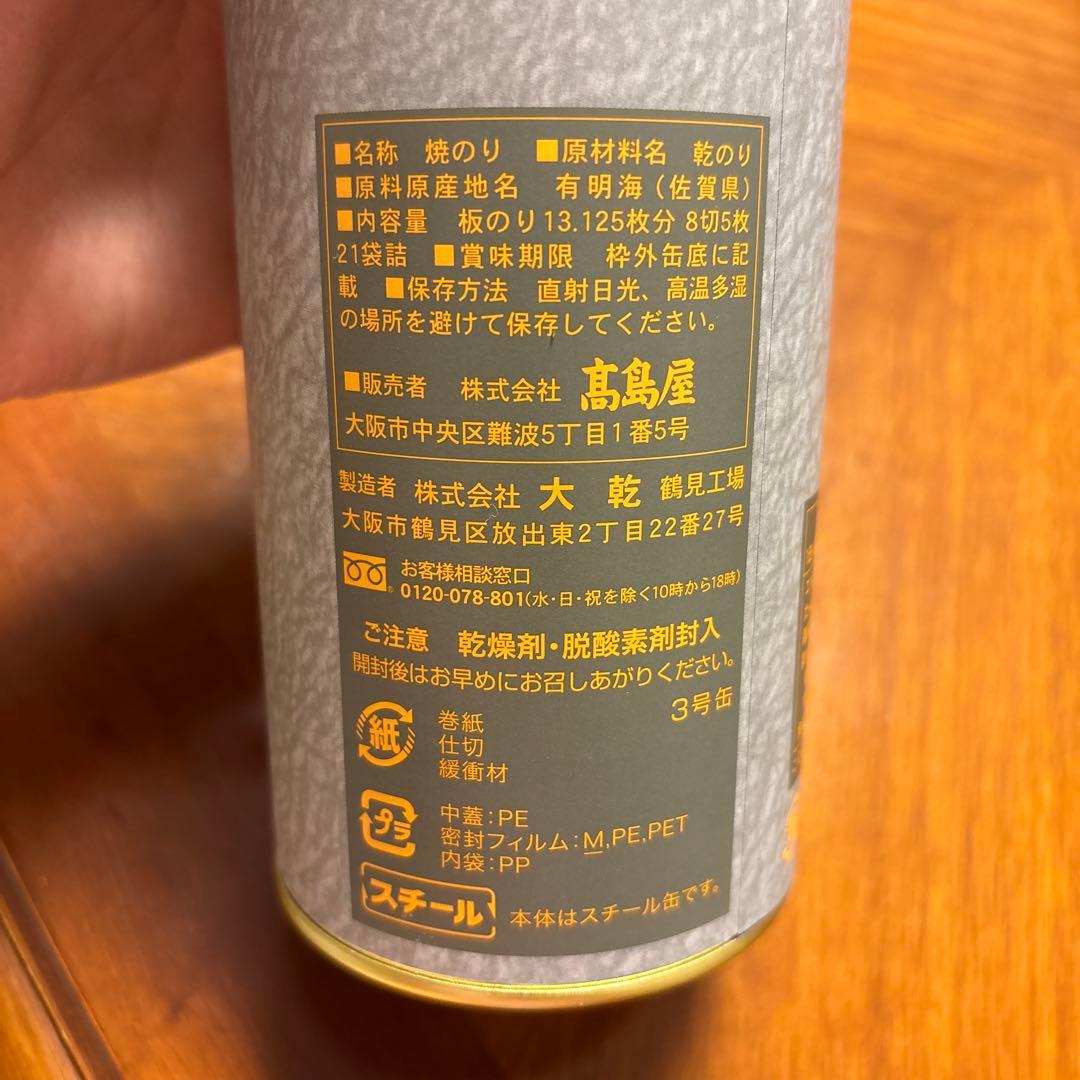 ■名称 焼のり ■原材料名 乾のり
■原料原産地名 有明海(佐賀県)
■内容量 板のり13.125枚分 8切5枚
21袋詰 ■賞味期限 枠外缶底に記
載 ■保存方法 直射日光、高温多湿
の場所を避けて保存してください。
■販売者 株式会社 髙島屋
大阪市中央区難波5丁目1番5号
製造者 株式会社 大乾 鶴見工場
大阪市鶴見区放出東2丁目22番27号
お客様相談窓口
0120-078-801(水・日・祝を除く10時から18時)
ご注意 乾燥剤・脱酸素剤封入
開封後はお早めにお召しあがりください。
3号缶
紙
巻紙
仕切
緩衝材
プラ
中蓋:PE
密封フィルム:M,PE,PET
内袋:PP
スチール
本体はスチール缶です。